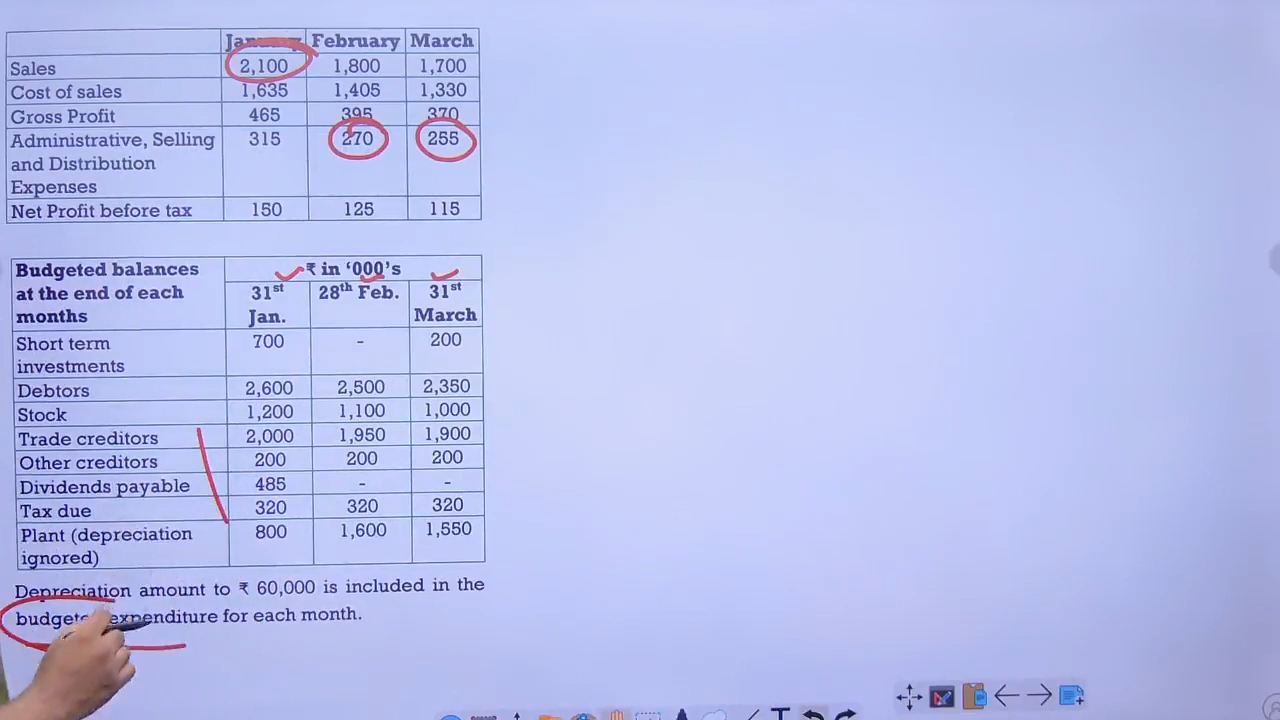 January February March
Sales 2,100 1,800 1,700
Cost of sales 1,635 1,405 1,330
Gross Profit 465 395 370
Administrative, Selling 315 270 255
and Distribution
Expenses
Net Profit before tax 150 125 115
Budgeted balances ₹ in ‘000’s
at the end of each 31st 28th Feb. 31st
months Jan. March
Short term 700 - 200
investments
Debtors 2,600 2,500 2,350
Stock 1,200 1,100 1,000
Trade creditors 2,000 1,950 1,900
Other creditors 200 200 200
Dividends payable 485 - -
Tax due 320 320 320
Plant (depreciation 800 1,600 1,550
ignored)
Depreciation amount to ₹ 60,000 is included in the
expenditure for each month.